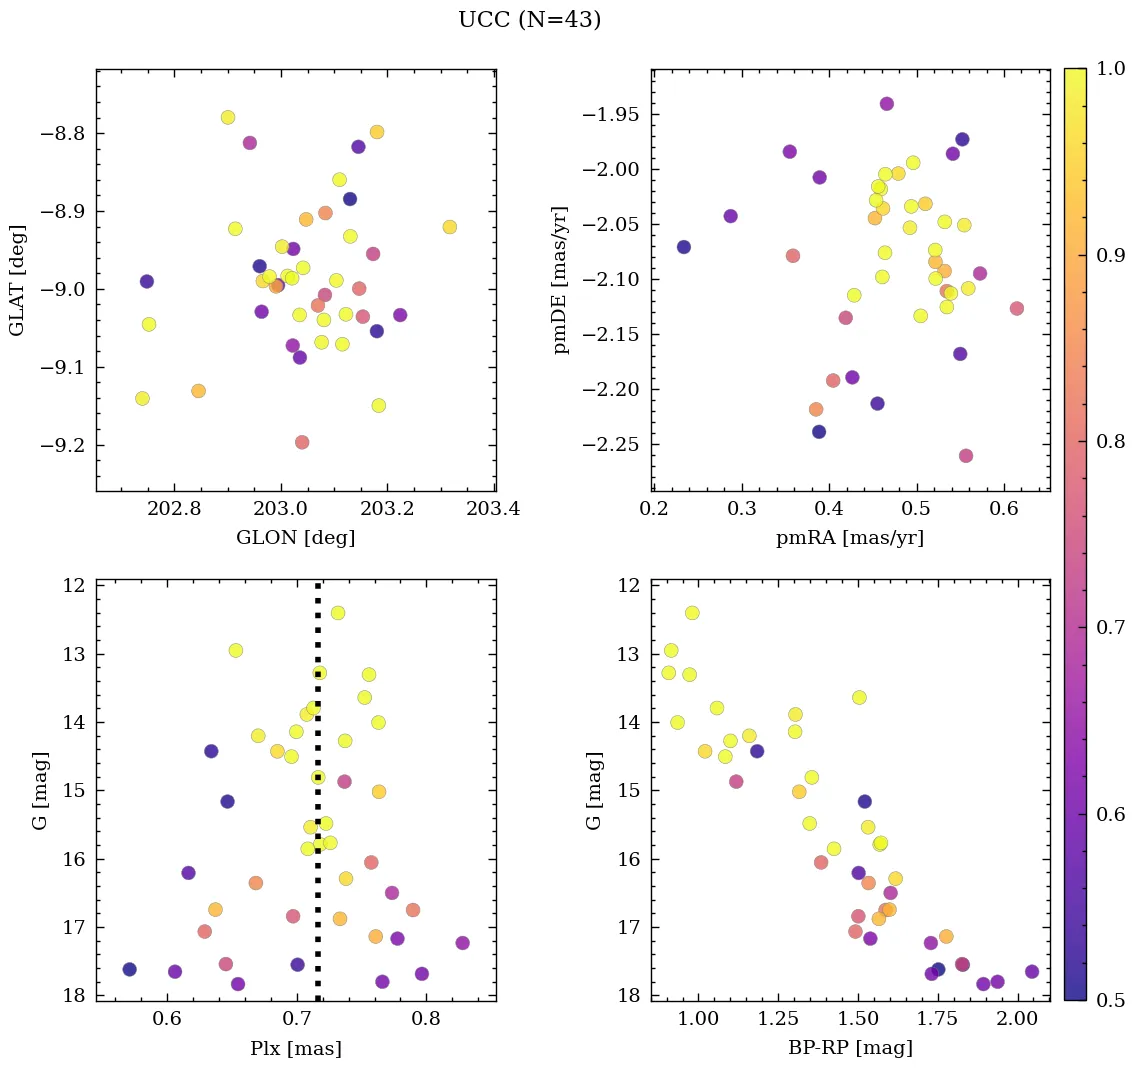 UCC (N=43)
−8.8
−8.9
−9.0
−9.1
−9.2
GLAT [deg]
202.8 203.0 203.2 203.4
GLON [deg]
−1.95
−2.00
−2.05
−2.10
−2.15
−2.20
−2.25
pmDE [mas/yr]
0.2 0.3 0.4 0.5 0.6
pmRA [mas/yr]
12
13
14
15
16
17
18
G [mag]
0.6 0.7 0.8
Plx [mas]
12
13
14
15
16
17
18
G [mag]
1.00 1.25 1.50 1.75 2.00
BP-RP [mag]
1.0
0.9
0.8
0.7
0.6
0.5